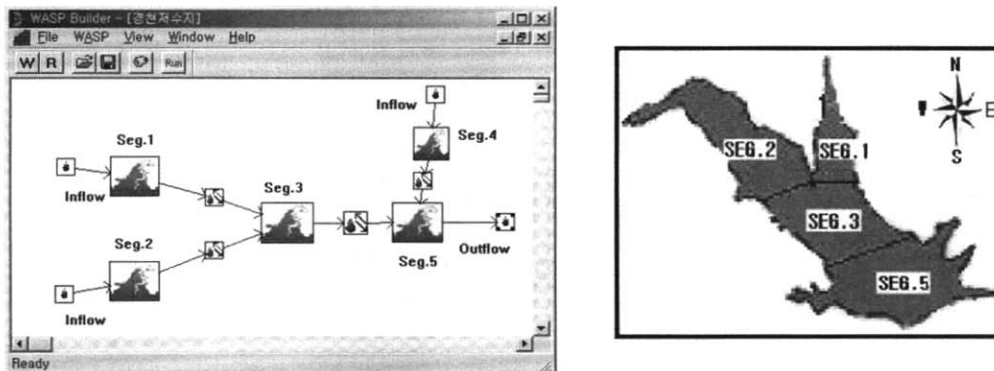 WASP Builder - [경천저수지]
File WASP View Window Help
W R Run
Inflow
Seg.4
Seg.1
Inflow
Seg.3
Seg.2
Seg.5
Outflow
Inflow
Ready
N
E
S
SEG.2
SEG.1
SEG.3
SEG.5